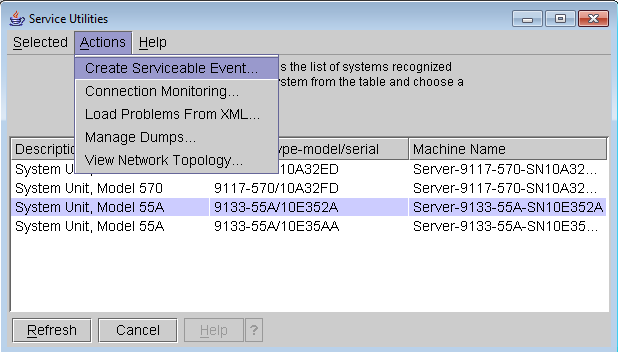 Service Utilities
Selected Actions Help
Create Serviceable Event...
Connection Monitoring...
Load Problems From XML...
Manage Dumps...
View Network Topology...
s the list of systems recognized
stem from the table and choose a
Descriptio ype-model/serial Machine Name
System Unit, 10A32ED Server-9117-570-SN10A32...
System Unit, Model 570 9117-570/10A32FD Server-9117-570-SN10A32...
System Unit, Model 55A 9133-55A/10E352A Server-9133-55A-SN10E352A
System Unit, Model 55A 9133-55A/10E35AA Server-9133-55A-SN10E35...
Refresh Cancel Help ?